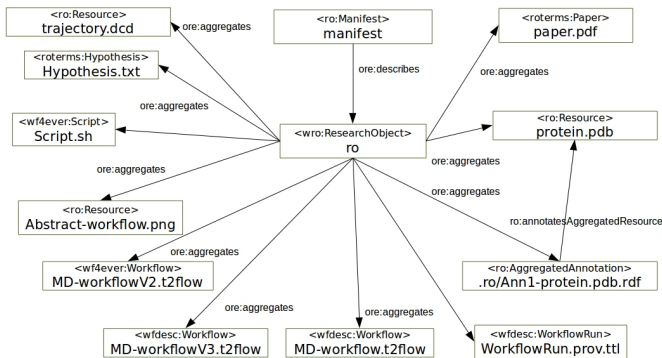 <ro:Resource>
trajectory.dcd
ore:aggregates
<ro:Manifest>
manifest
<roterms:Paper>
paper.pdf
<roterms:Hypothesis>
Hypothesis.txt
ore:describes
ore:aggregates
ore:aggregates
<wf4ever:Script>
Script.sh
<wro:ResearchObject>
ro
<ro:Resource>
protein.pdb
ore:aggregates
ore:aggregates
ore:aggregates
<ro:Resource>
Abstract-workflow.png
ro:annotatesAggregatedResource
ore:aggregates
<wf4ever:Workflow>
MD-workflowV2.t2flow
<ro:AggregatedAnnotation>
.ro/Ann1-protein.pdb.rdf
ore:aggregates
ore:aggregates
<wfdesc:Workflow>
MD-workflowV3.t2flow
<wfdesc:Workflow>
MD-workflow.t2flow
<wfdesc:WorkflowRun>
WorkflowRun.prov.ttl